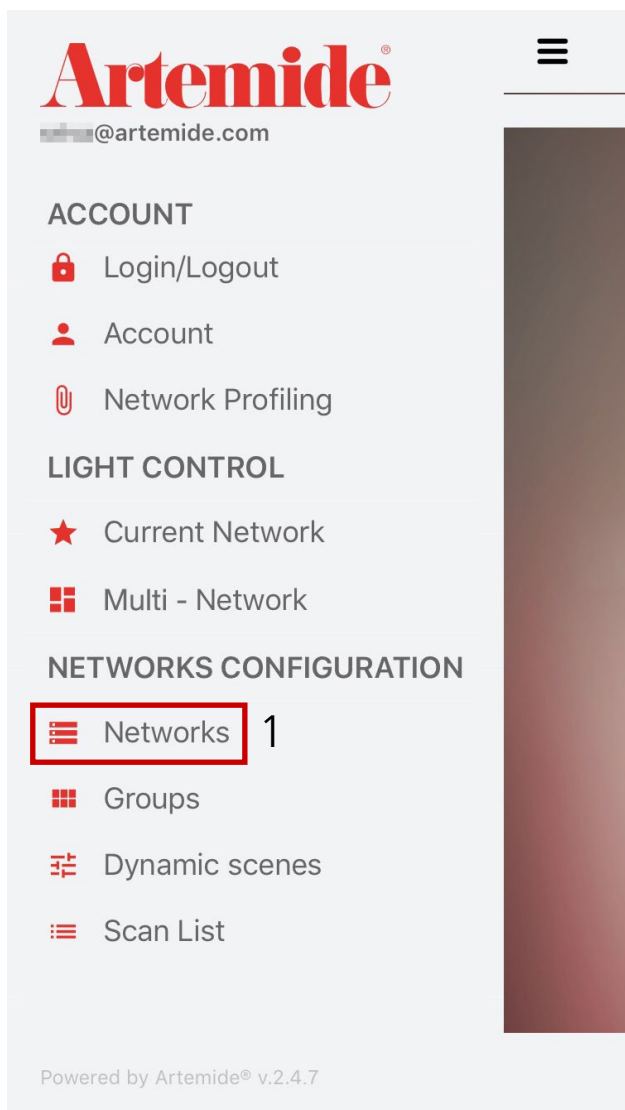 Artemide®
@artemide.com
ACCOUNT
Login/Logout
Account
Network Profiling
LIGHT CONTROL
Current Network
Multi - Network
NETWORKS CONFIGURATION
Networks 1
Groups
Dynamic scenes
Scan List
Powered by Artemide® v.2.4.7